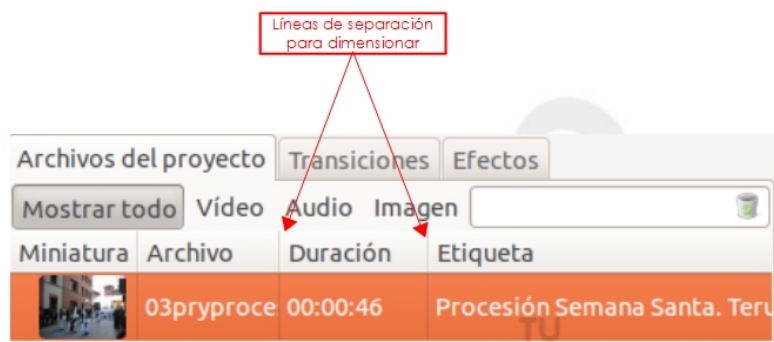 Líneas de separación
para dimensionar
Archivos del proyecto Transiciones Efectos
Mostrar todo Vídeo Audio Imagen
Miniatura Archivo Duración Etiqueta
03pryproce 00:00:46 Procesión Semana Santa. Teru
TU